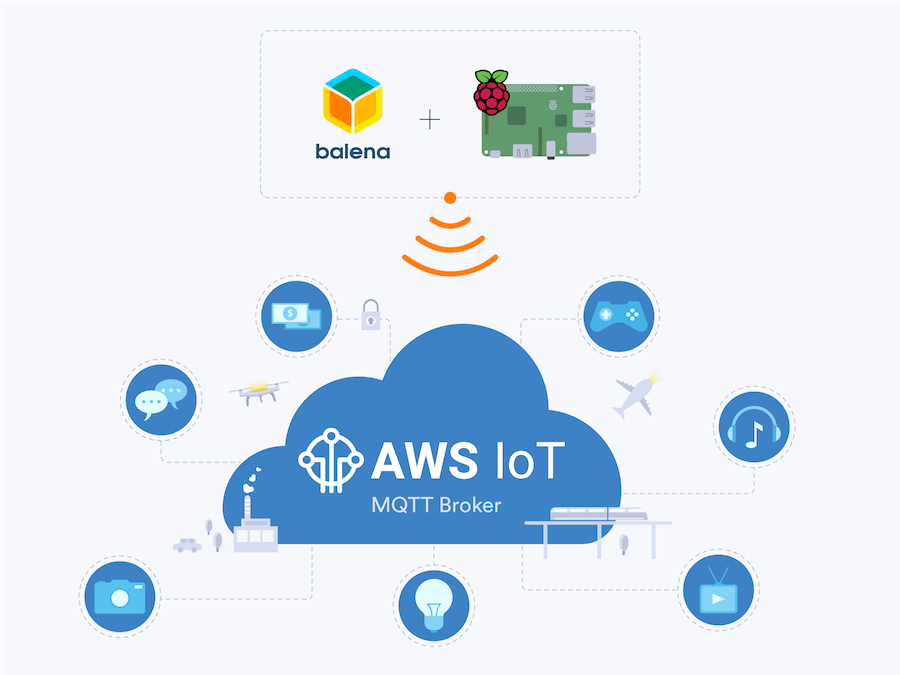 balena
AWS IoT
MQTT Broker
$